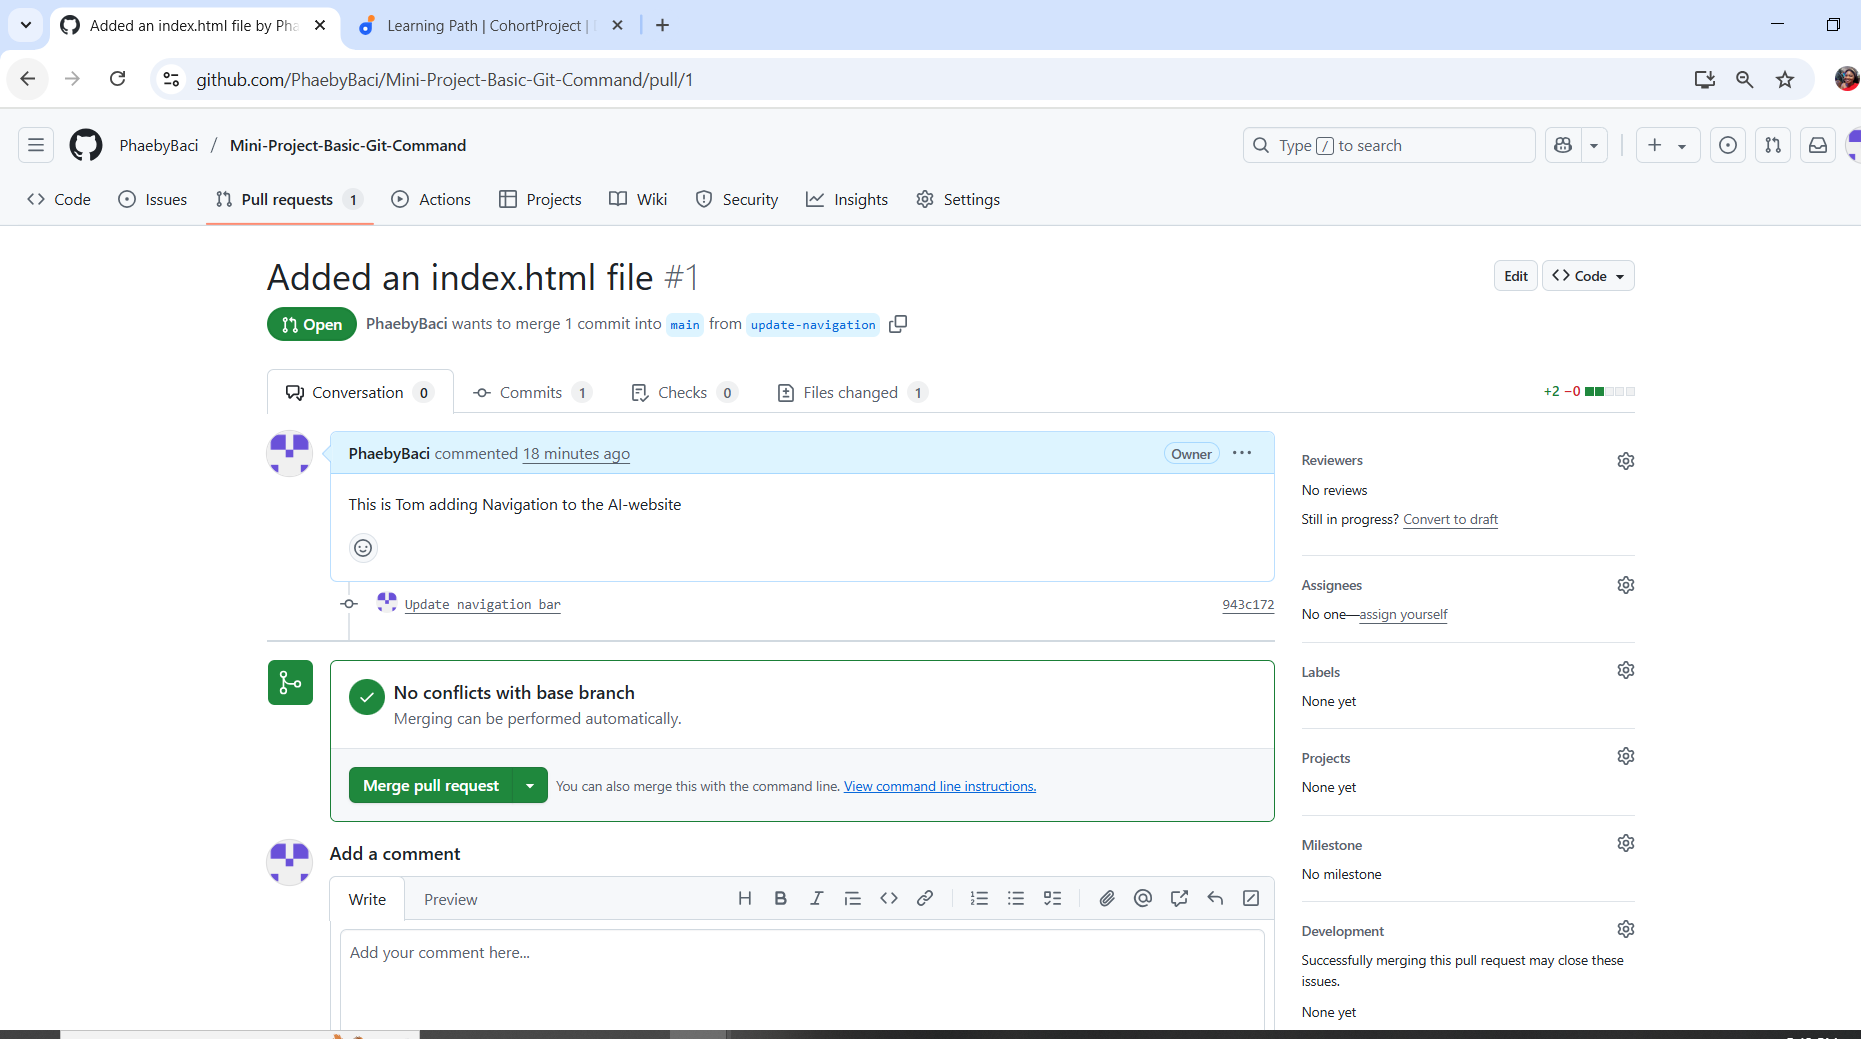 Added an index.html file by Pha
Learning Path | CohortProject |
github.com/PhaebyBaci/Mini-Project-Basic-Git-Command/pull/1
PhaebyBaci / Mini-Project-Basic-Git-Command
Type / to search
Code
Issues
Pull requests 1
Actions
Projects
Wiki
Security
Insights
Settings
Added an index.html file #1
Edit
Code
Open
PhaebyBaci wants to merge 1 commit into main from update-navigation
Conversation 0
Commits 1
Checks 0
Files changed 1
+2 −0
PhaebyBaci commented 18 minutes ago
Owner
This is Tom adding Navigation to the AI-website
Update navigation bar
943c172
No conflicts with base branch
Merging can be performed automatically.
Merge pull request
You can also merge this with the command line. View command line instructions.
Add a comment
Write
Preview
Add your comment here...
Reviewers
No reviews
Still in progress? Convert to draft
Assignees
No one—assign yourself
Labels
None yet
Projects
None yet
Milestone
No milestone
Development
Successfully merging this pull request may close these
issues.
None yet